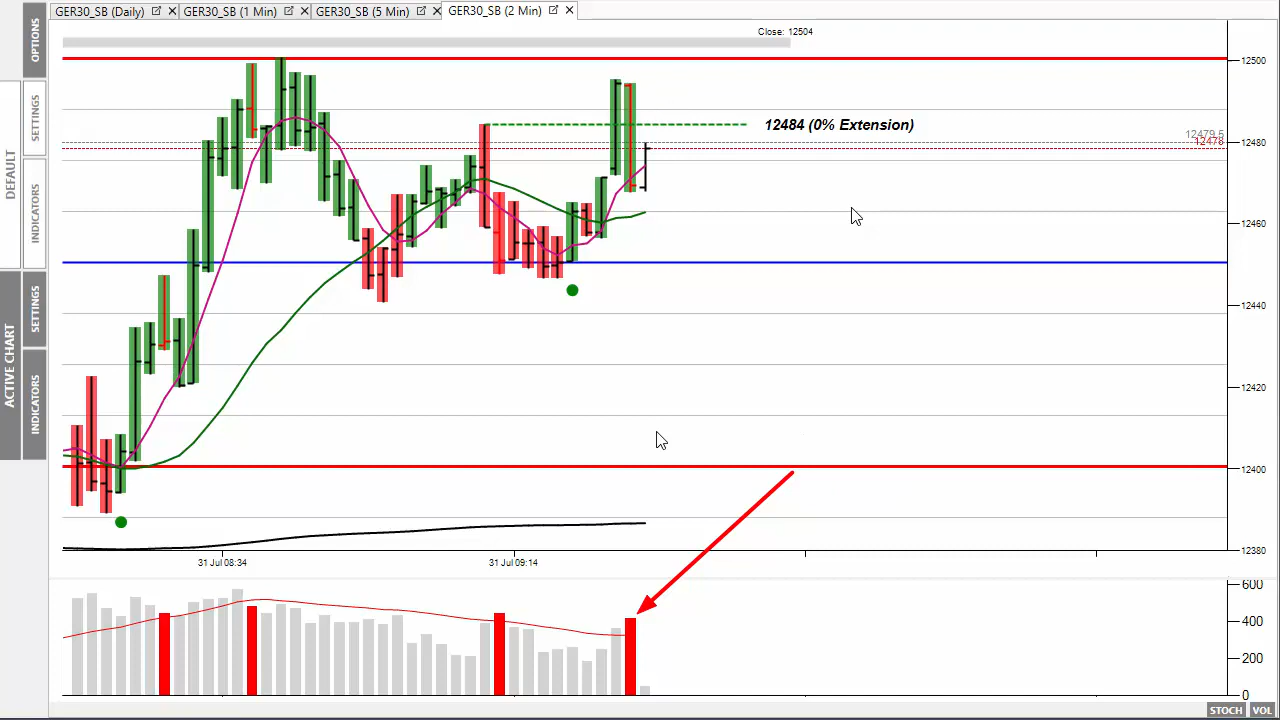 GER30_SB (Daily)
GER30_SB (1 Min)
GER30_SB (5 Min)
GER30_SB (2 Min)
OPTIONS
SETTINGS
INDICATORS
DEFAULT
SETTINGS
INDICATORS
ACTIVE CHART
Close: 12504
12484 (0% Extension)
12500
12479.5
12478
12480
12460
12440
12420
12400
12380
31 Jul 08:34
31 Jul 09:14
600
400
200
0
STOCH
VOL